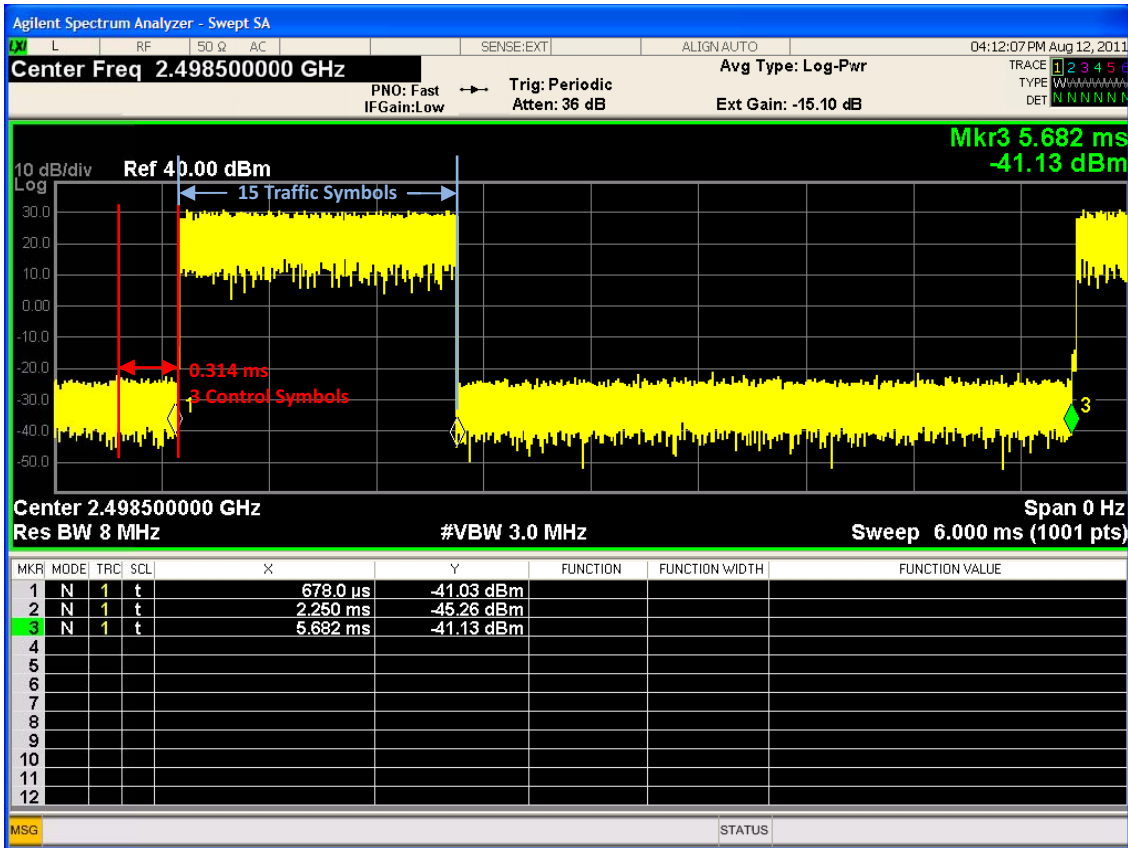 Agilent Spectrum Analyzer - Swept SA
LXI L RF 50 Ω AC SENSE:EXT ALIGN AUTO 04:12:07 PM Aug 12, 2011
Center Freq 2.498500000 GHz
PNO: Fast
IFGain:Low
Trig: Periodic
Atten: 36 dB
Avg Type: Log-Pwr
Ext Gain: -15.10 dB
TRACE 1 2 3 4 5 6
TYPE WWWWWW
DET N N N N N N
Mkr3 5.682 ms
-41.13 dBm
10 dB/div Ref 40.00 dBm
Log
15 Traffic Symbols
30.0
20.0
10.0
0.00
-10.0
-20.0
0.314 ms
-30.0
3 Control Symbols
1
3
-40.0
-50.0
Center 2.498500000 GHz Span 0 Hz
Res BW 8 MHz #VBW 3.0 MHz Sweep 6.000 ms (1001 pts)
MKR MODE TRC SCL X Y FUNCTION FUNCTION WIDTH FUNCTION VALUE
1 N 1 t 678.0 µs -41.03 dBm
2 N 1 t 2.250 ms -45.26 dBm
3 N 1 t 5.682 ms -41.13 dBm
4
5
6
7
8
9
10
11
12
MSG STATUS